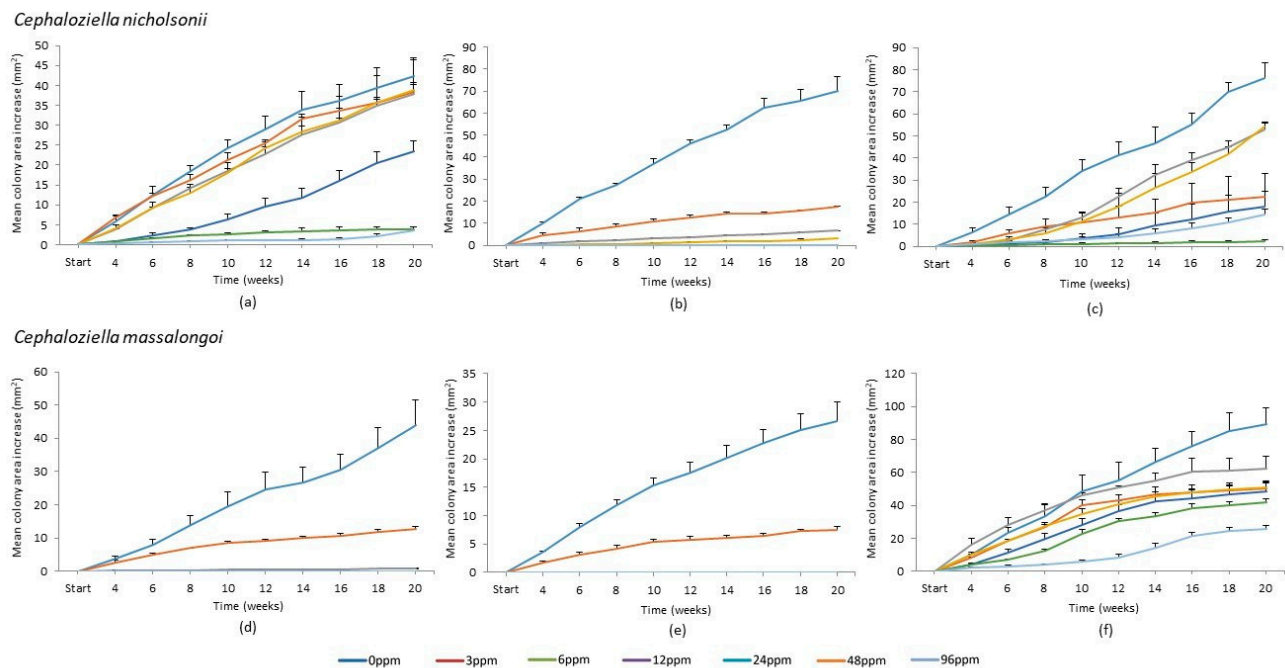 Cephaloziella nicholsonii
Mean colony area increase (mm²)
50
45
40
35
30
25
20
15
10
5
0
Start 4 6 8 10 12 14 16 18 20
Time (weeks)
(a)
Mean colony area increase (mm²)
90
80
70
60
50
40
30
20
10
0
Start 4 6 8 10 12 14 16 18 20
Time (weeks)
(b)
Mean colony area increase (mm²)
90
80
70
60
50
40
30
20
10
0
Start 4 6 8 10 12 14 16 18 20
Time (weeks)
(c)
Cephaloziella massalongoi
Mean colony area increase (mm²)
60
50
40
30
20
10
0
Start 4 6 8 10 12 14 16 18 20
Time (weeks)
(d)
Mean colony area increase (mm²)
35
30
25
20
15
10
5
0
Start 4 6 8 10 12 14 16 18 20
Time (weeks)
(e)
Mean colony area increase (mm²)
120
100
80
60
40
20
0
Start 4 6 8 10 12 14 16 18 20
Time (weeks)
(f)
0ppm 3ppm 6ppm 12ppm 24ppm 48ppm 96ppm